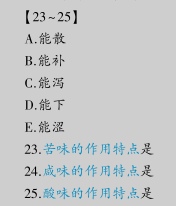 【23~25】
A.能散
B.能补
C.能泻
D.能下
E.能涩
23.苦味的作用特点是
24.咸味的作用特点是
25.酸味的作用特点是